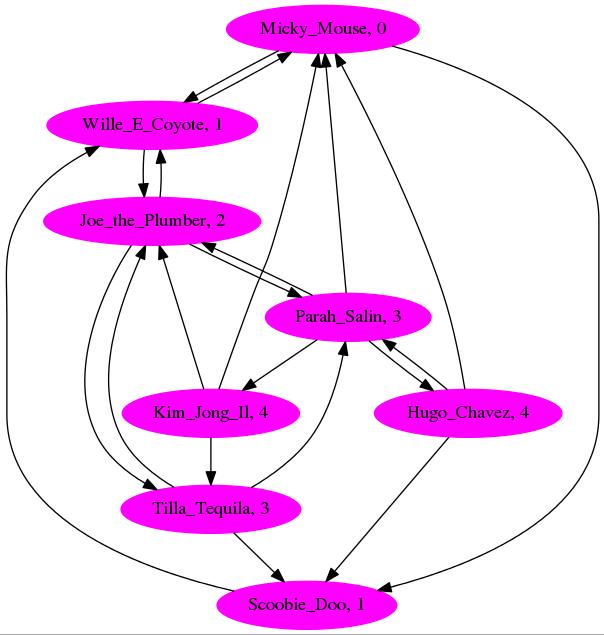 Micky_Mouse, 0
Wille_E_Coyote, 1
Joe_the_Plumber, 2
Parah_Salin, 3
Kim_Jong_Il, 4
Hugo_Chavez, 4
Tilla_Tequila, 3
Scoobie_Doo, 1